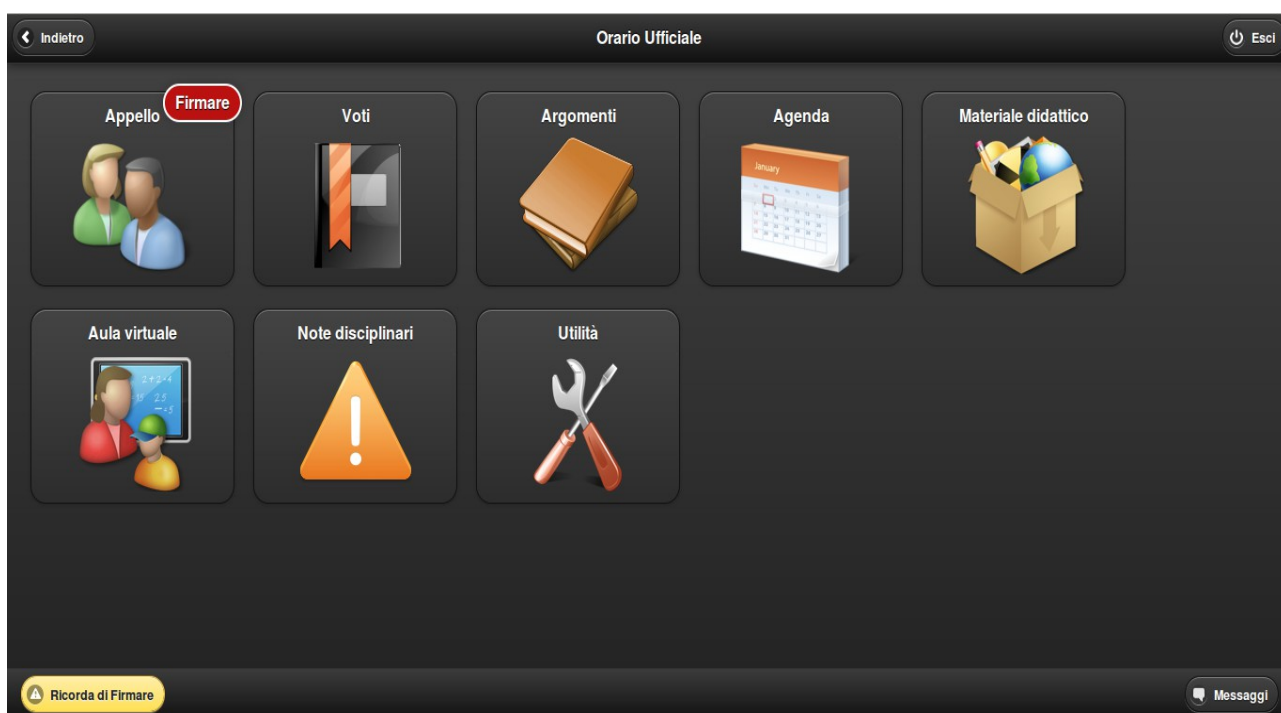 Indietro
Orario Ufficiale
Esci
Appello
Firmare
Voti
Argomenti
Agenda
Materiale didattico
January
Aula virtuale
Note disciplinari
Utilità
Ricorda di Firmare
Messaggi